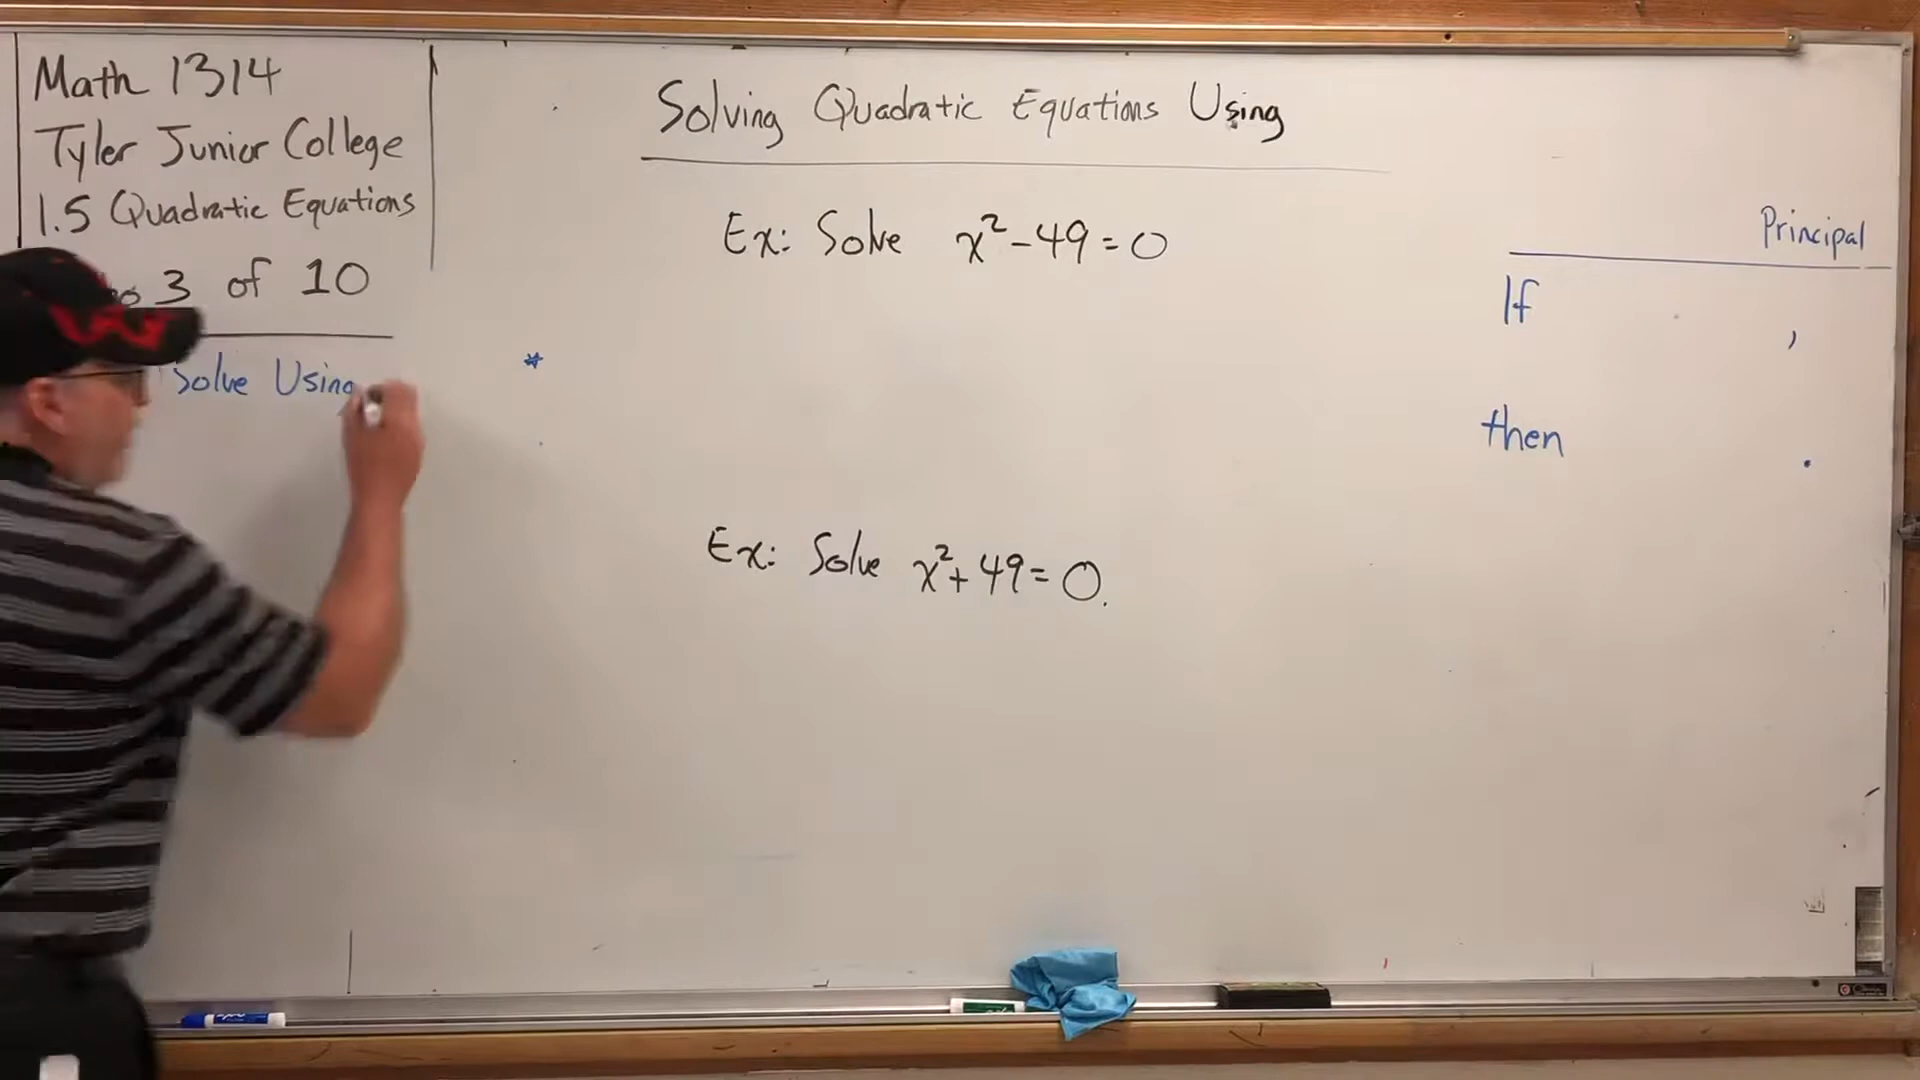 Math 1314
Tyler Junior College
1.5 Quadratic Equations
3 of 10
Solve Using
*
Solving Quadratic Equations Using
Ex: Solve x²-49=0
Ex: Solve x²+49=0.
Principal
If ,
then .